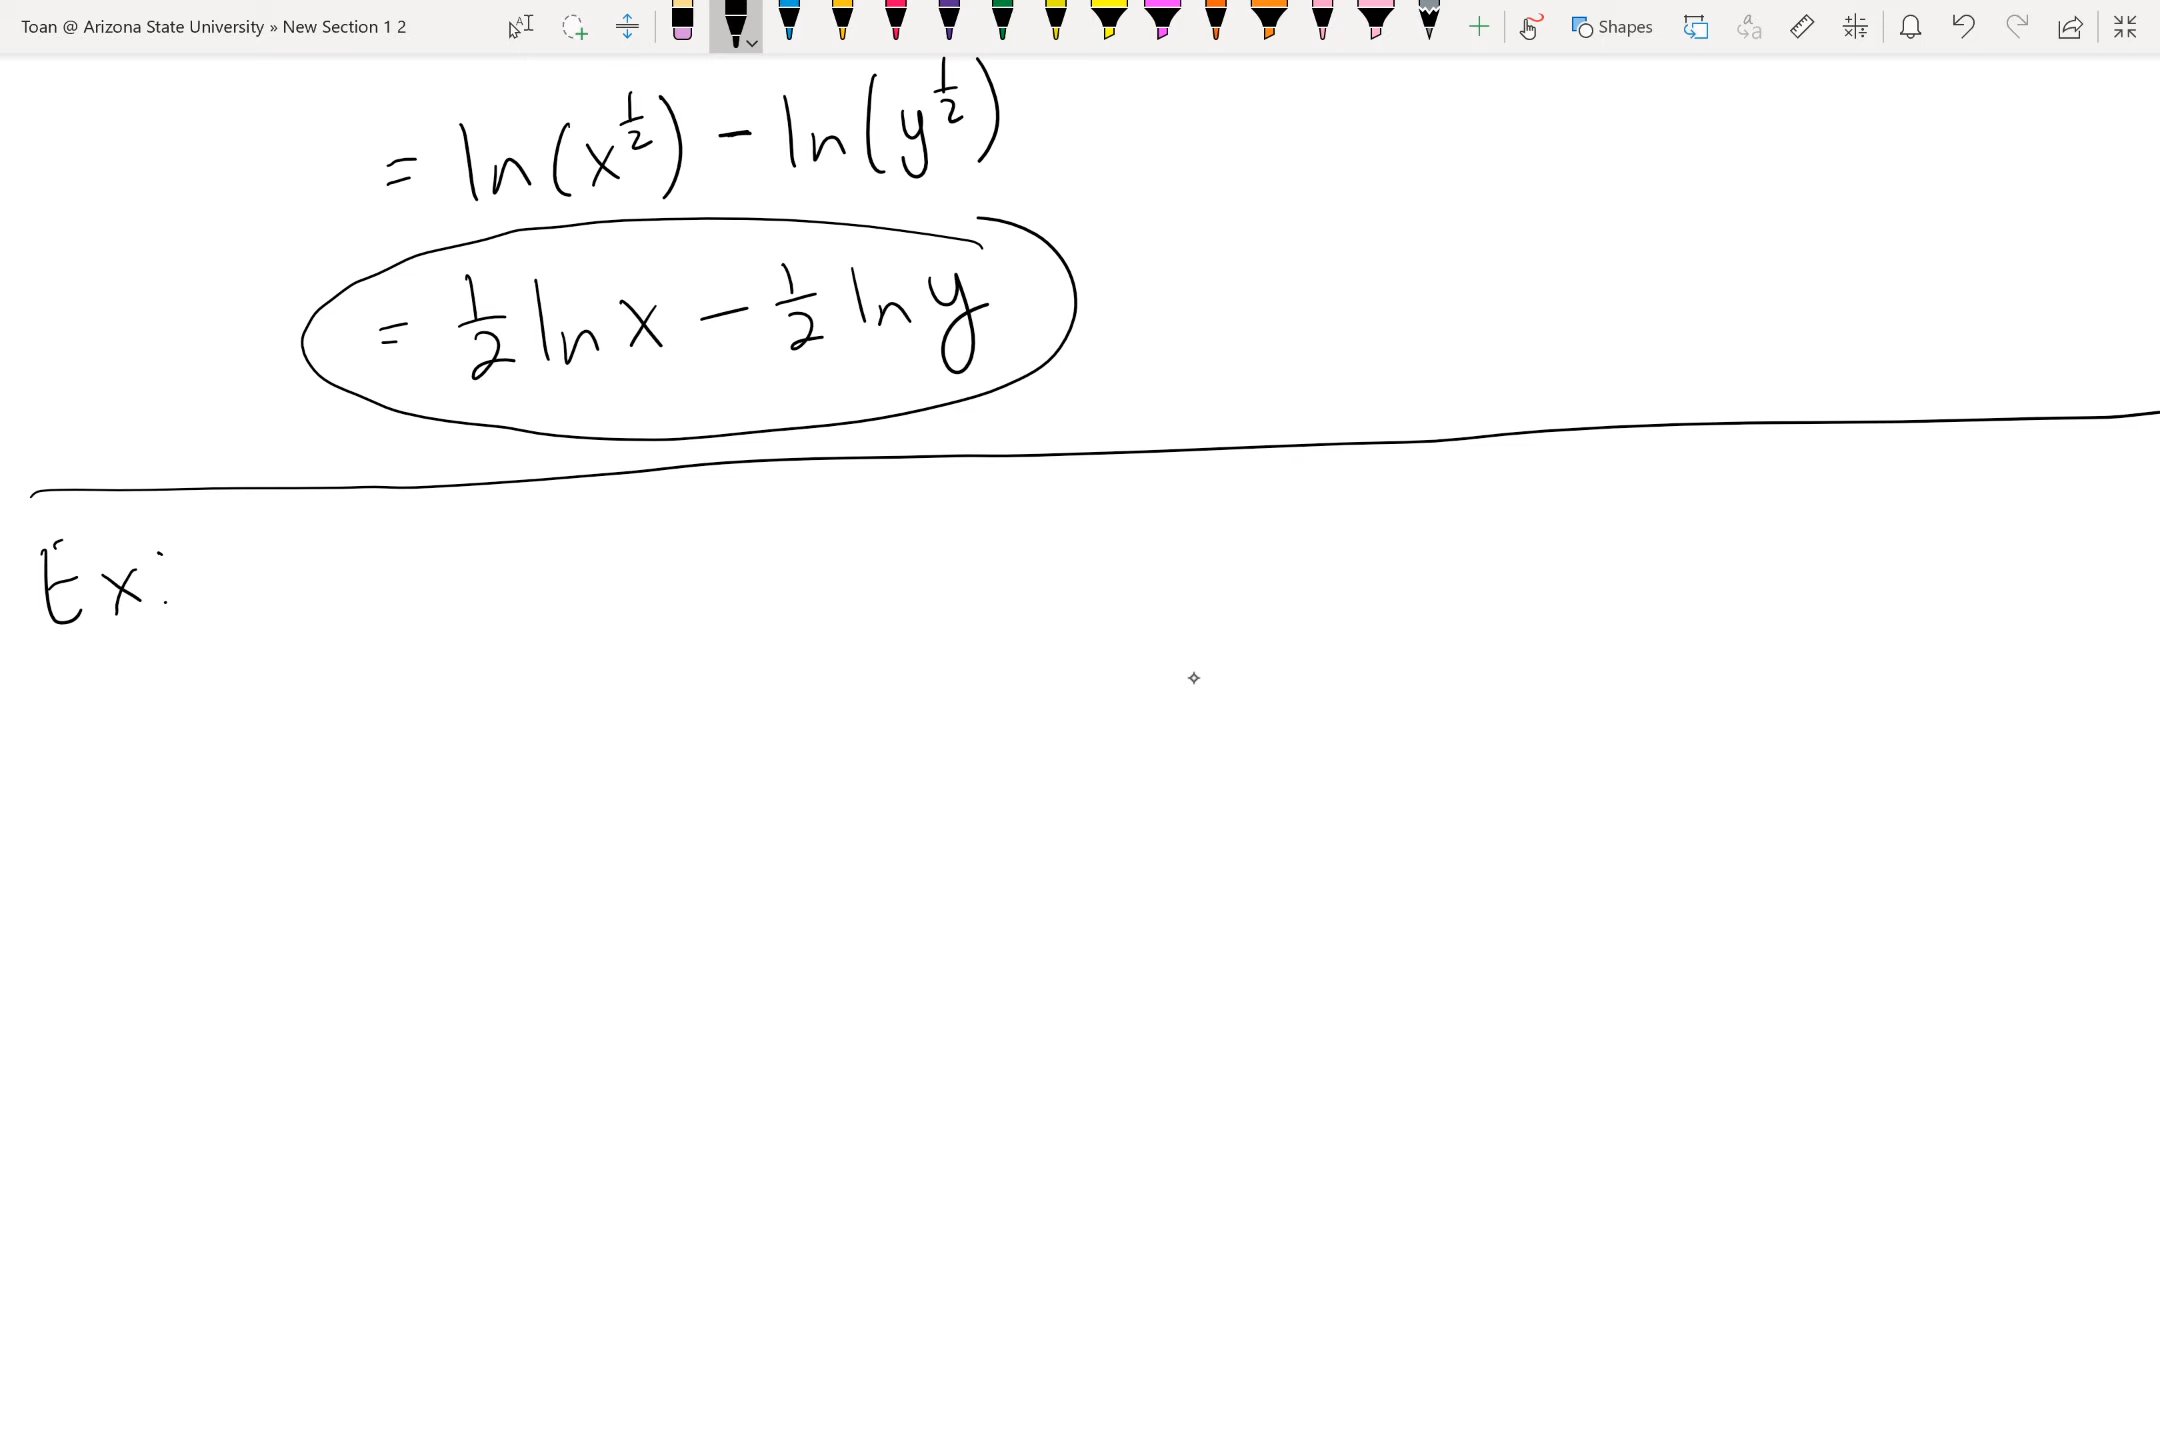 Toan @ Arizona State University » New Section 1 2 Shapes
= ln(x^{1/2}) - ln(y^{1/2})
= 1/2 ln x - 1/2 ln y
Ex: